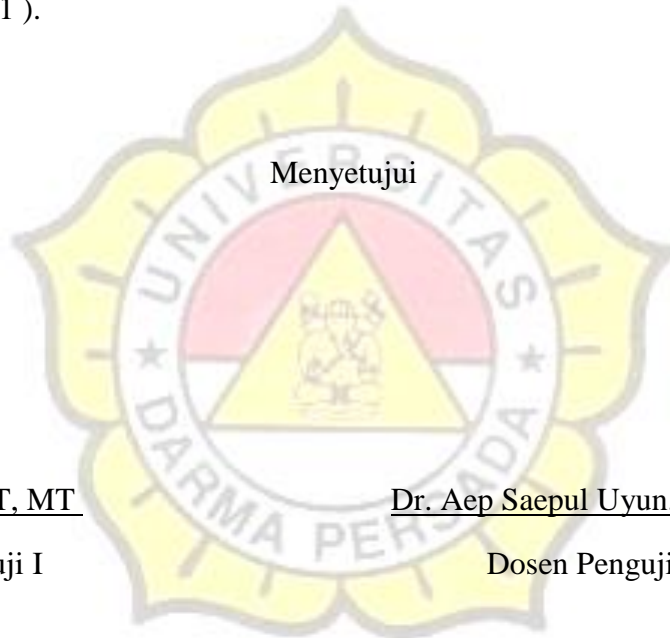 1 ).
Menyetujui
UNIVERSITAS
DARMA PERSADA
T, MT
Dr. Aep Saepul Uyun,
uji I
Dosen Penguji